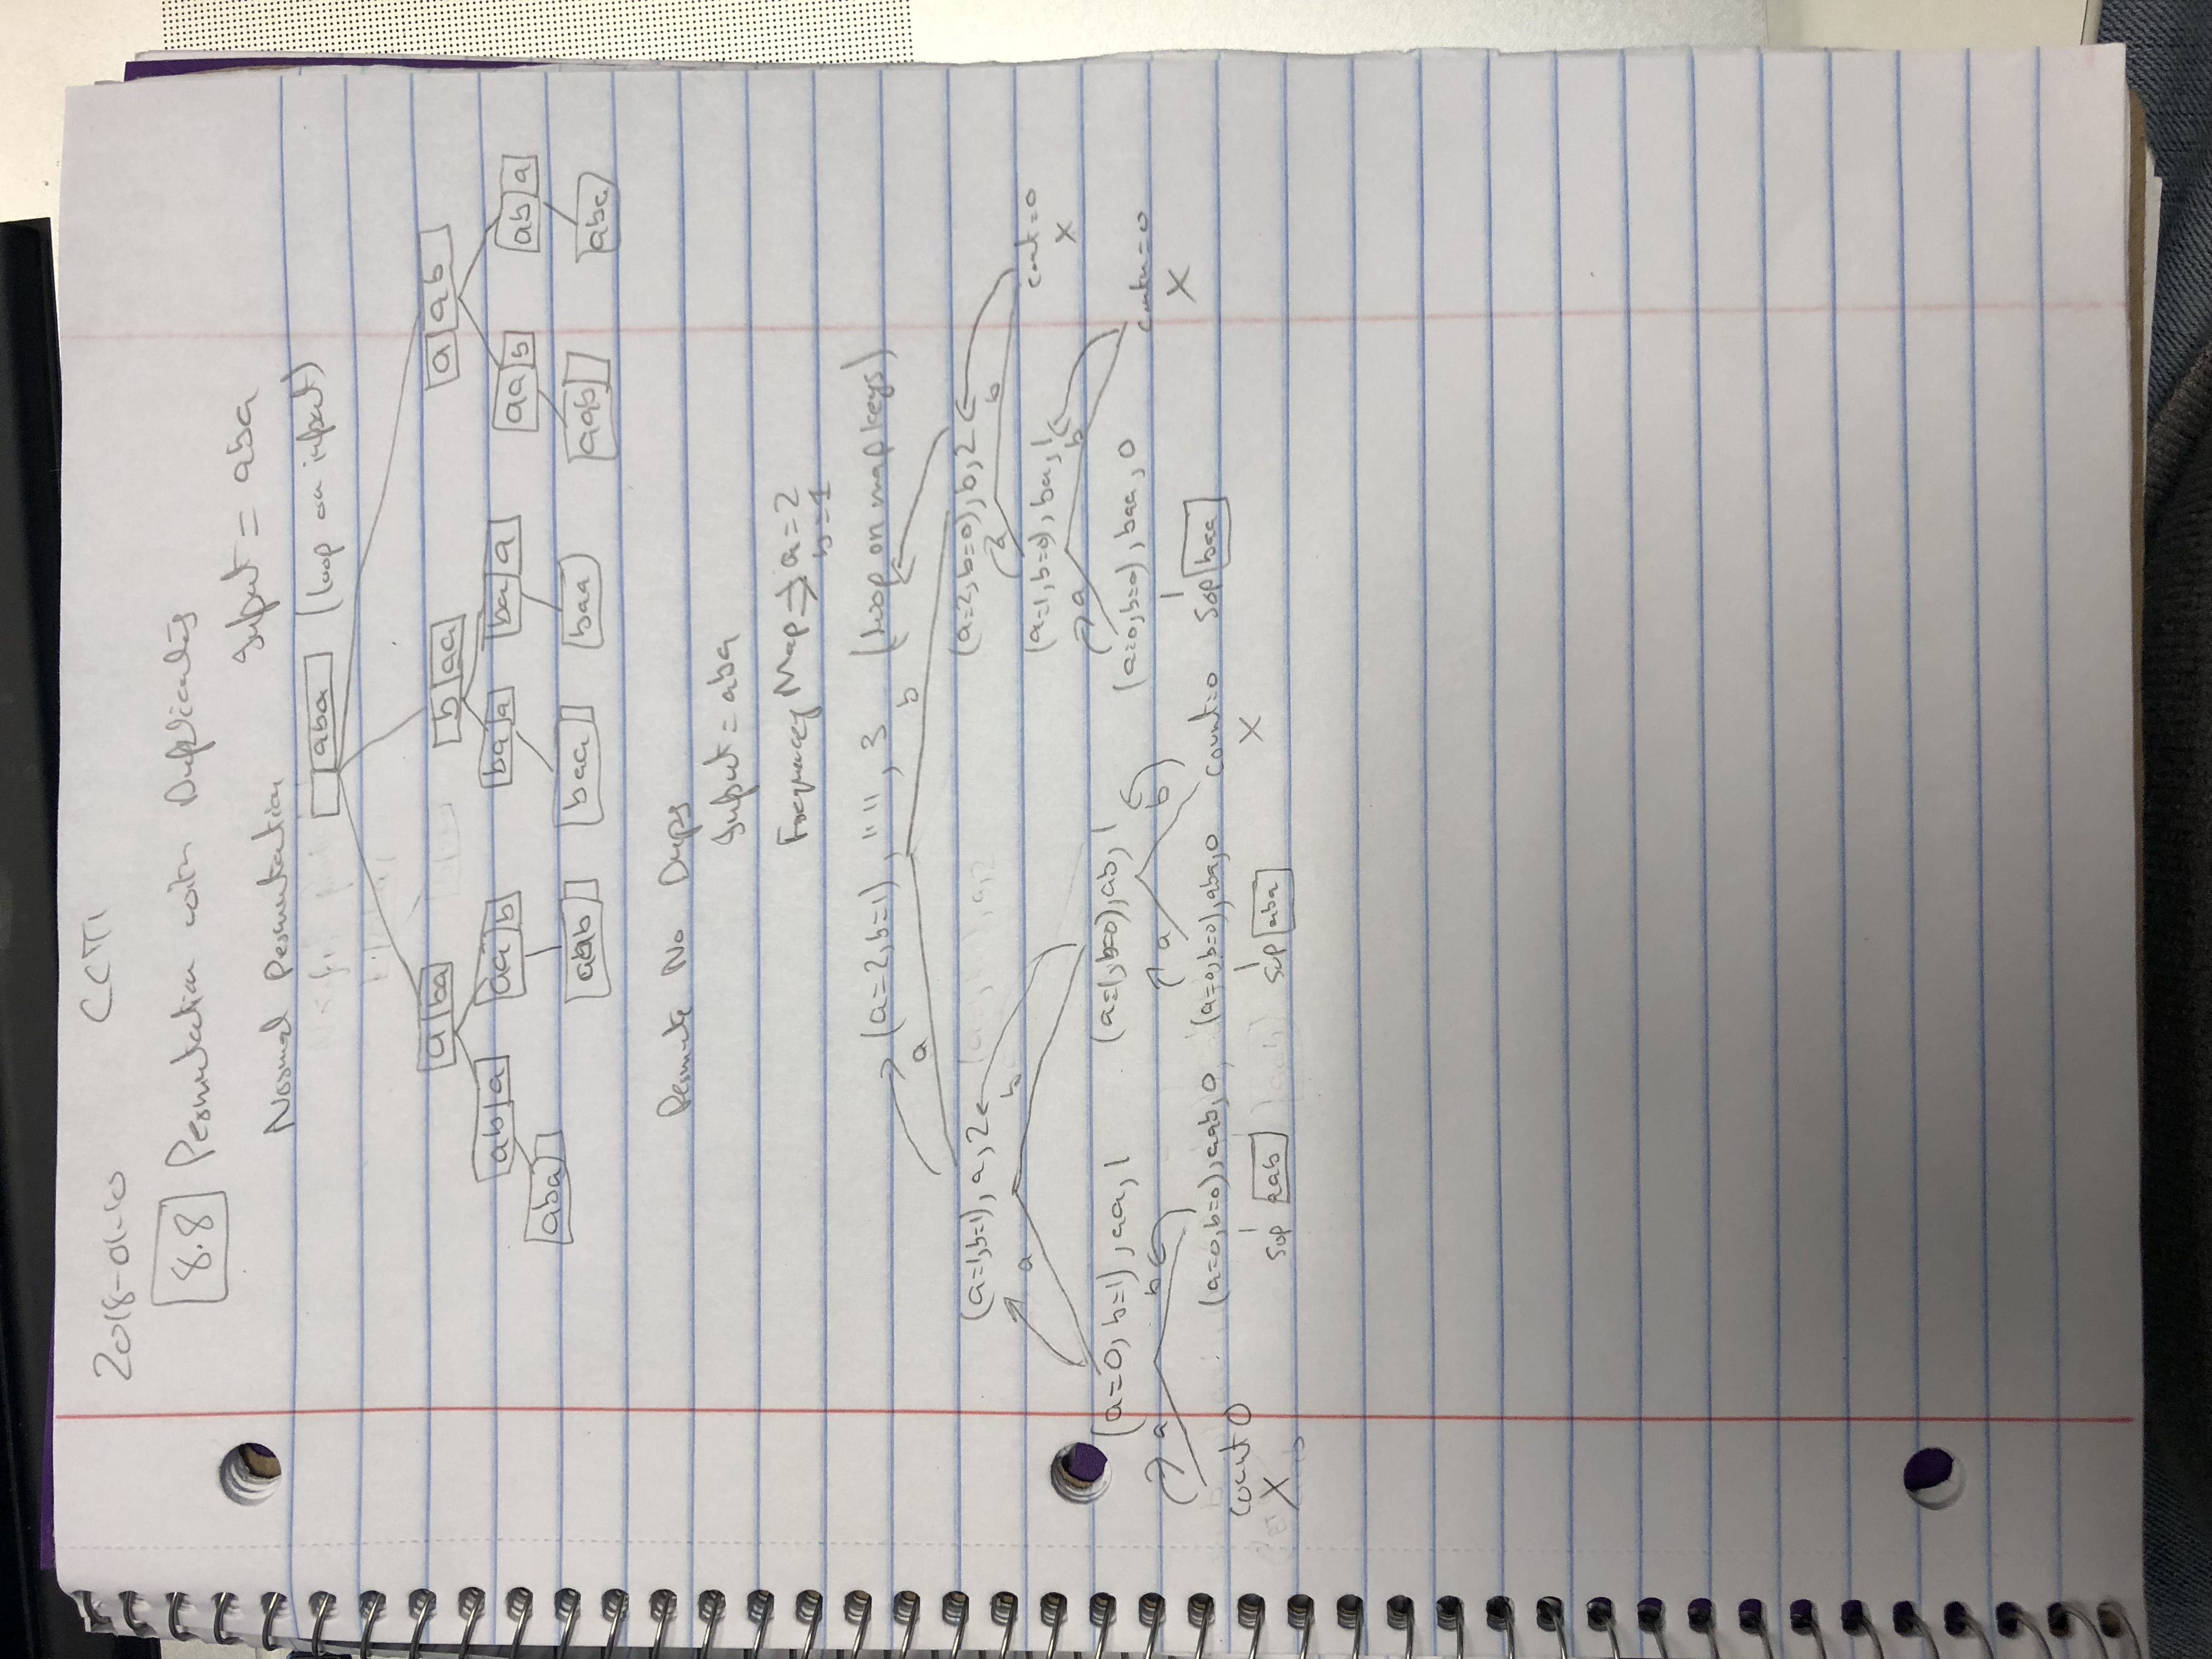 2018-01-10 CCTI
8.8 Permutation with Duplicates
Input = aba
Normal Permutation
aba (loop on input)
a ba b aa a ab
ab a aa b ba a ba a aa b ab a
aba aab baa baa aab aba
Permute No Dups
Input = aba
Frequency Map => a=2
b=1
(a=2, b=1), " ", 3 (loop on map keys)
a b
(a=1, b=1), a, 2 (a=2, b=0), b, 2
a b a b
(a=1, b=0), ba, 1 count=0
X
a b
(a=0, b=1), aa, 1 (a=1, b=0), ab, 1 (a=0, b=0), baa, 0 count=0
X
a b a b
count 0 (a=0, b=0), aab, 0 (a=0, b=0), aba, 0 count=0 Sop baa
X Sop aab Sop aba X